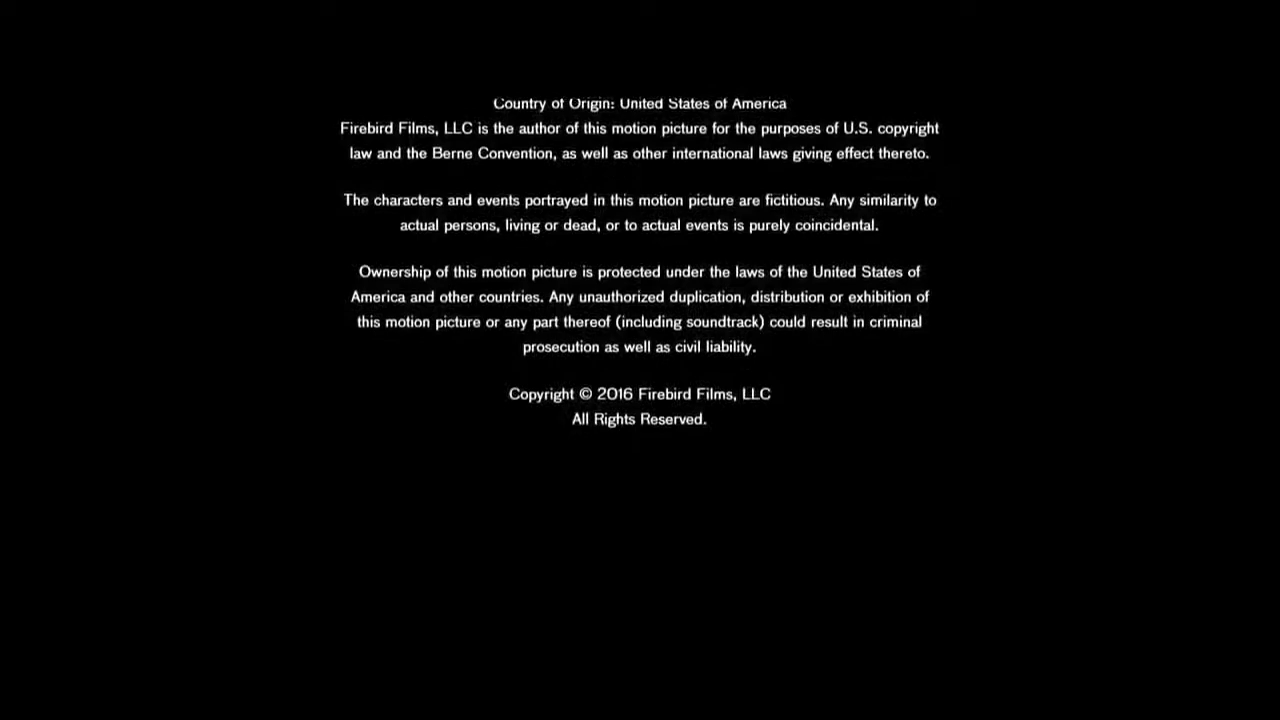 Country of Origin: United States of America
Firebird Films, LLC is the author of this motion picture for the purposes of U.S. copyright
law and the Berne Convention, as well as other international laws giving effect thereto.
The characters and events portrayed in this motion picture are fictitious. Any similarity to
actual persons, living or dead, or to actual events is purely coincidental.
Ownership of this motion picture is protected under the laws of the United States of
America and other countries. Any unauthorized duplication, distribution or exhibition of
this motion picture or any part thereof (including soundtrack) could result in criminal
prosecution as well as civil liability.
Copyright © 2016 Firebird Films, LLC
All Rights Reserved.